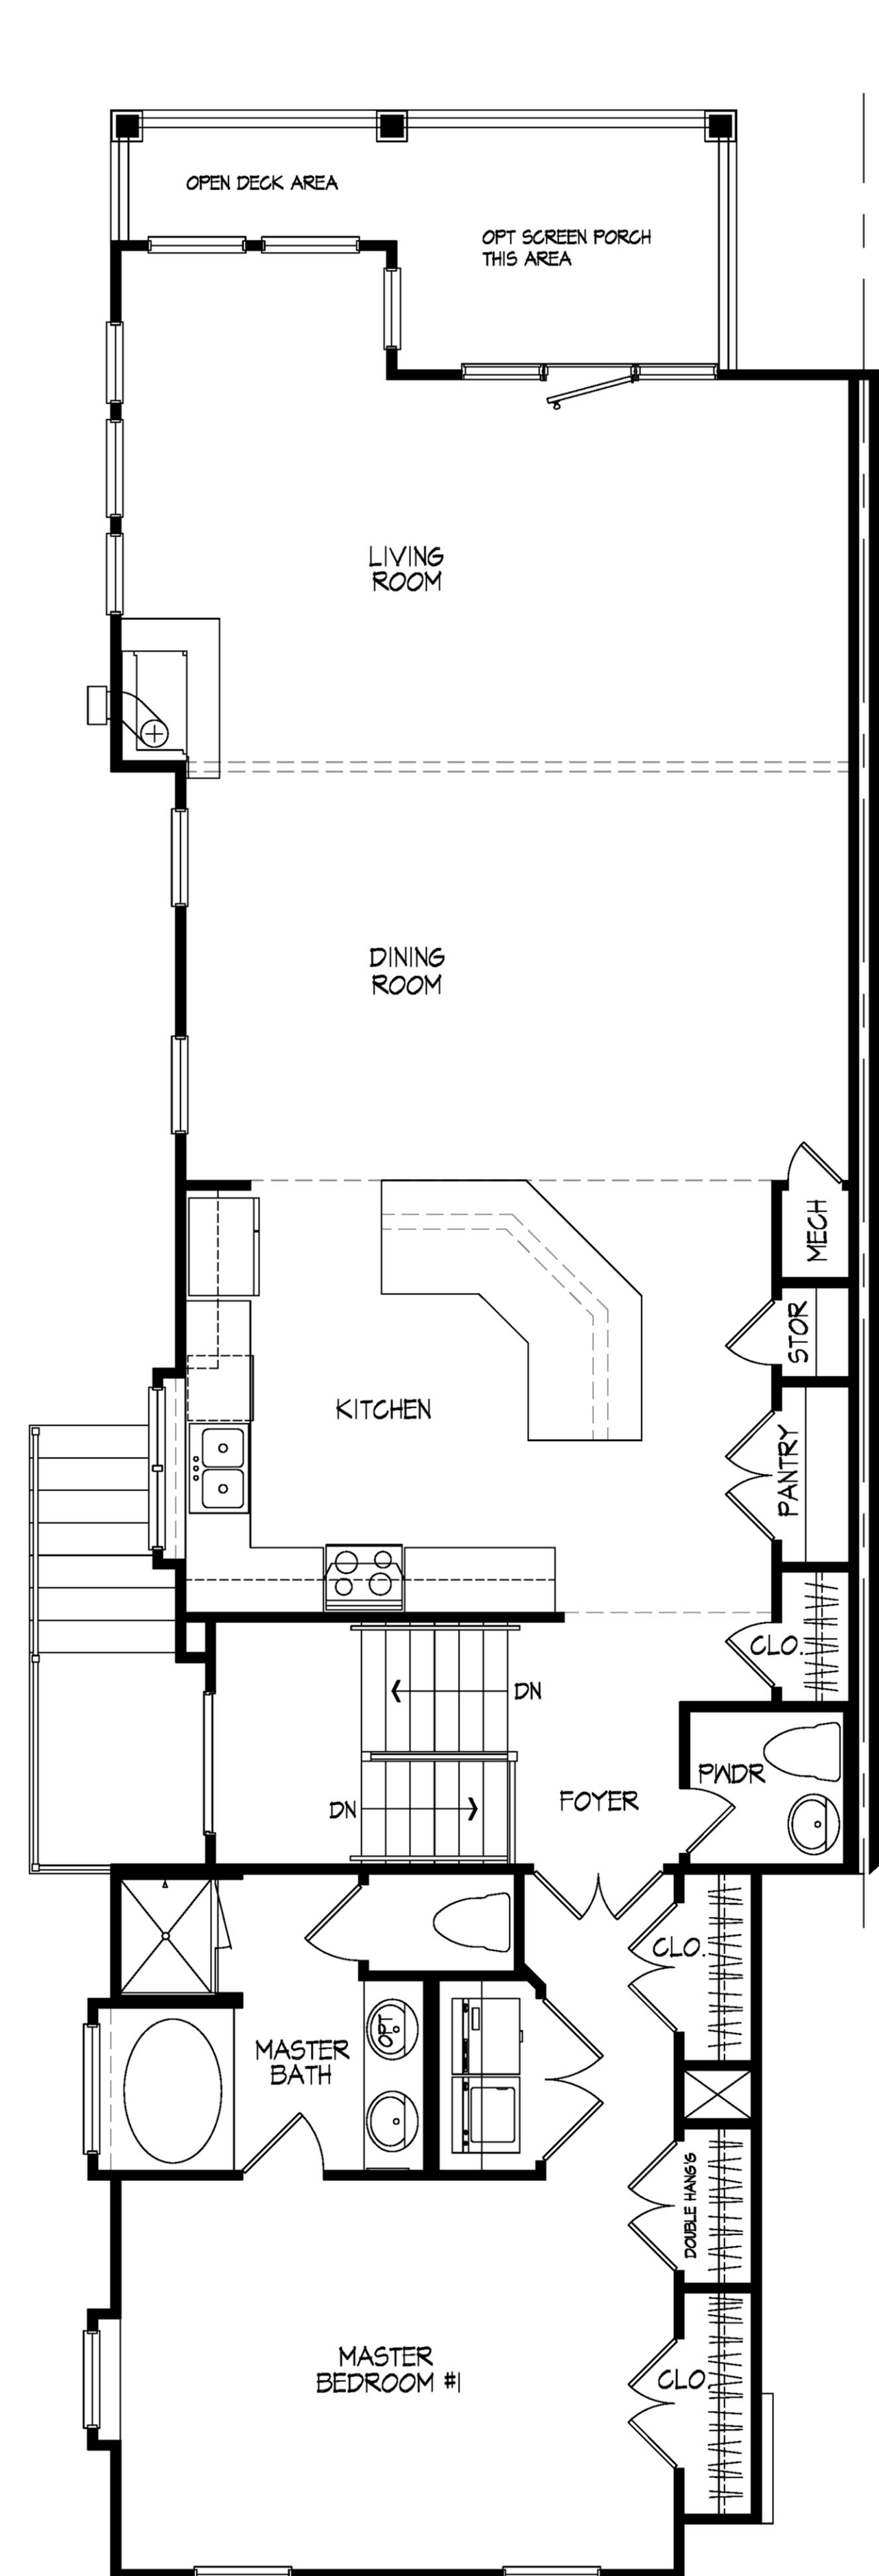 OPEN DECK AREA
OPT SCREEN PORCH
THIS AREA
LIVING
ROOM
DINING
ROOM
MECH
STOR
KITCHEN
PANTRY
CLO.
DN
PWDR
FOYER
DN
CLO.
OPT
MASTER
BATH
DOUBLE HANG'G
MASTER
BEDROOM #1
CLO.